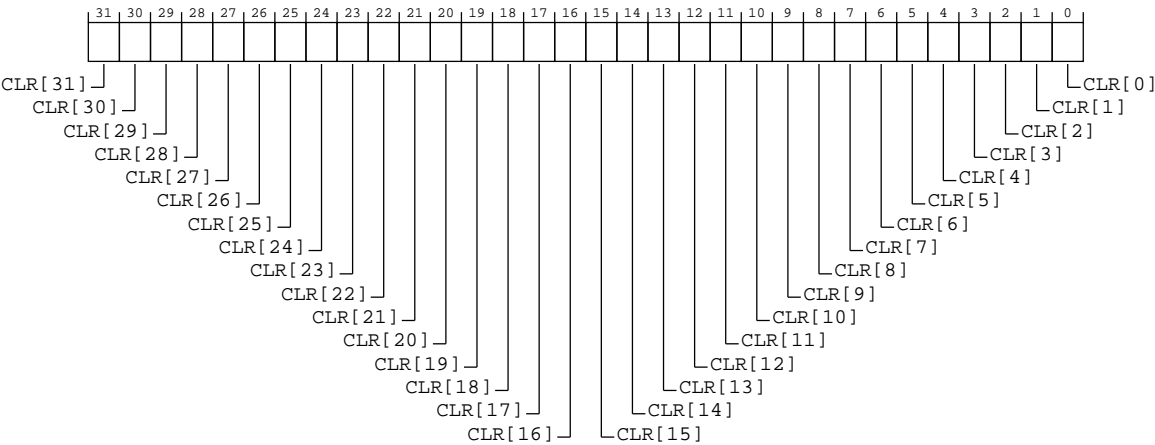 31 30 29 28 27 26 25 24 23 22 21 20 19 18 17 16 15 14 13 12 11 10 9 8 7 6 5 4 3 2 1 0
CLR[31] CLR[0]
CLR[30] CLR[1]
CLR[29] CLR[2]
CLR[28] CLR[3]
CLR[27] CLR[4]
CLR[26] CLR[5]
CLR[25] CLR[6]
CLR[24] CLR[7]
CLR[23] CLR[8]
CLR[22] CLR[9]
CLR[21] CLR[10]
CLR[20] CLR[11]
CLR[19] CLR[12]
CLR[18] CLR[13]
CLR[17] CLR[14]
CLR[16] CLR[15]